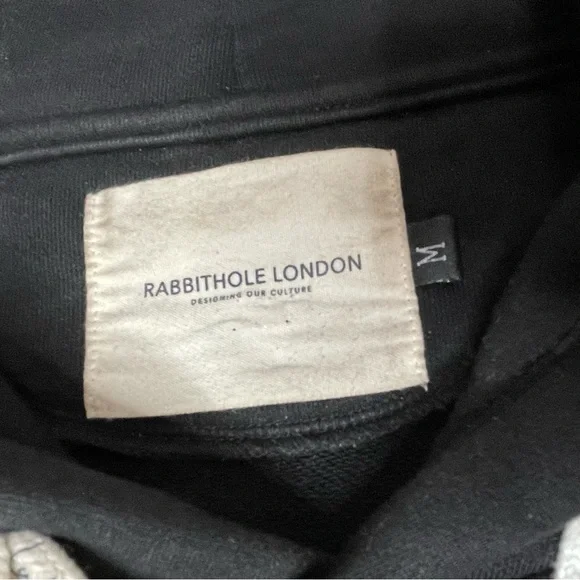 RABBITHOLE LONDON
DESIGNING OUR CULTURE
M